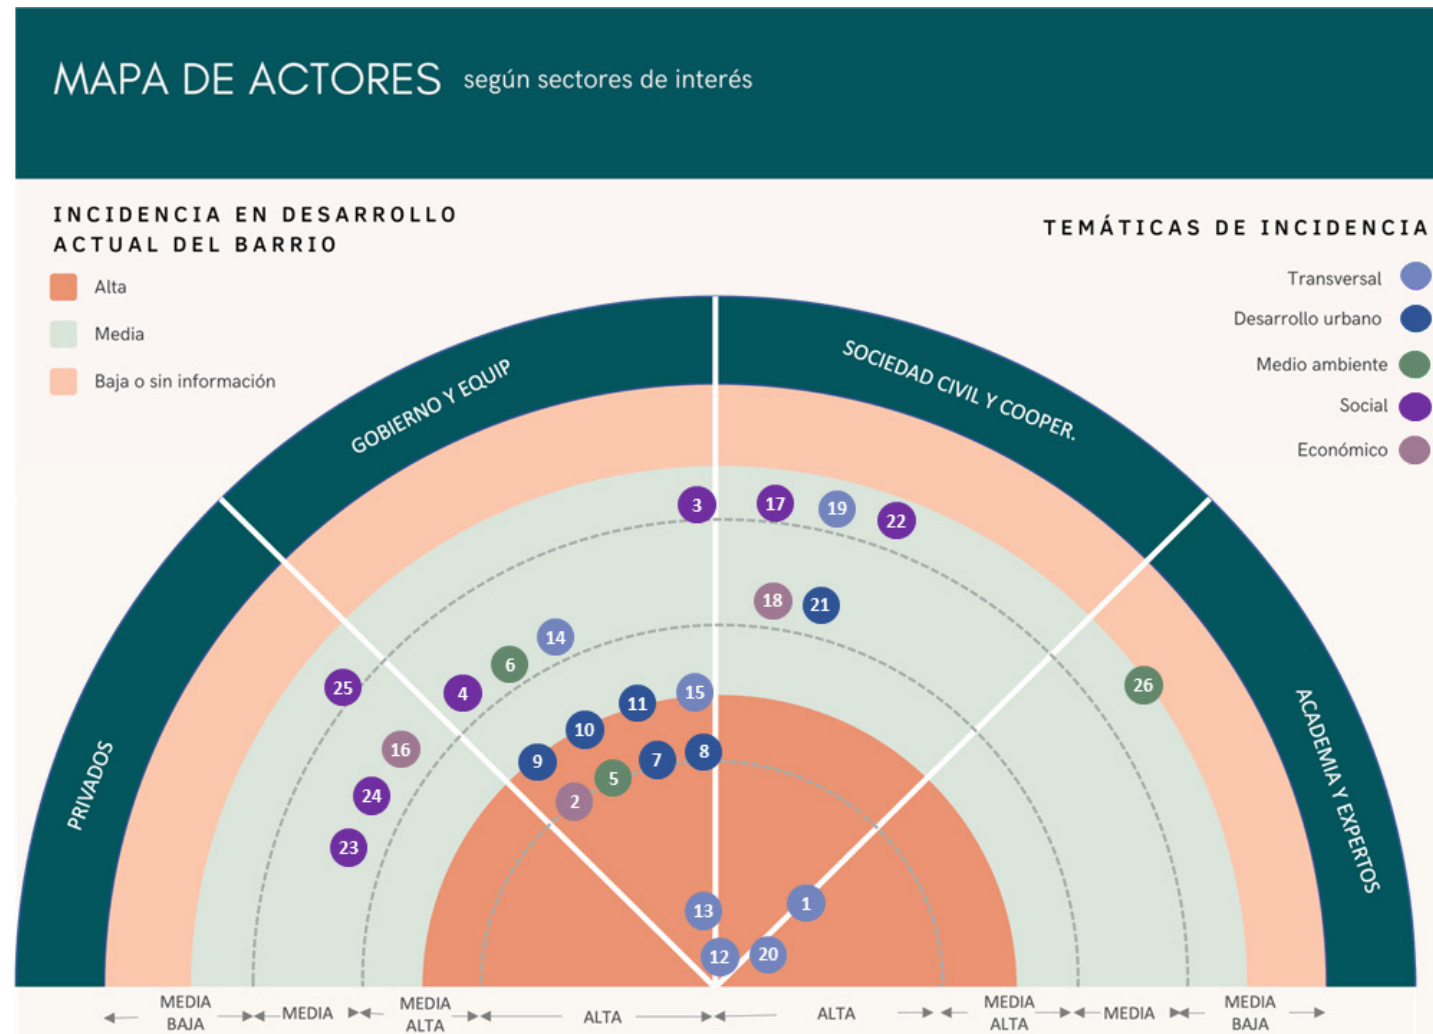 MAPA DE ACTORES según sectores de interés
INCIDENCIA EN DESARROLLO
ACTUAL DEL BARRIO
Alta
Media
Baja o sin información
TEMÁTICAS DE INCIDENCIA
Transversal
Desarrollo urbano
Medio ambiente
Social
Económico
PRIVADOS
GOBIERNO Y EQUIP
SOCIEDAD CIVIL Y COOPER.
ACADEMIA Y EXPERTOS
3
17
19
22
18
21
14
6
4
25
26
15
11
10
9
16
8
7
5
2
24
23
13
1
12
20
MEDIA BAJA
MEDIA
MEDIA ALTA
ALTA
ALTA
MEDIA ALTA
MEDIA
MEDIA BAJA